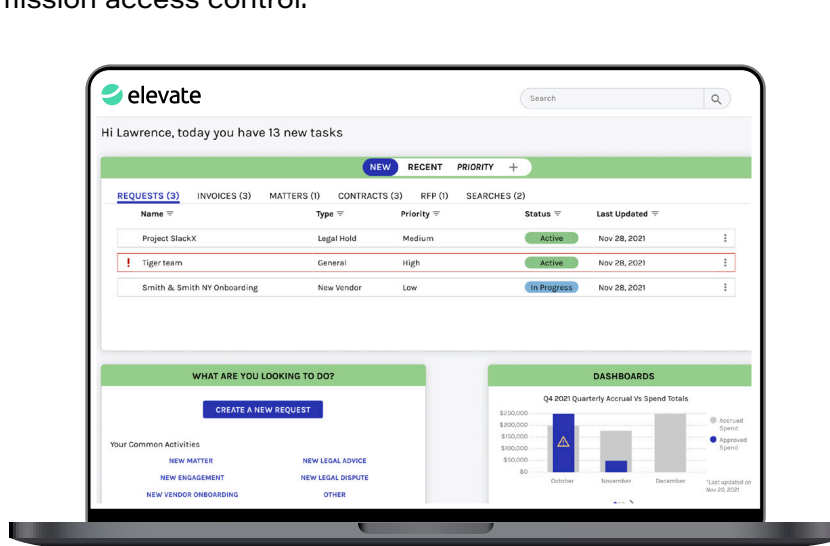 mission access control.
elevate
Search
Hi Lawrence, today you have 13 new tasks
NEW RECENT PRIORITY +
REQUESTS (3) INVOICES (3) MATTERS (1) CONTRACTS (3) RFP (1) SEARCHES (2)
Name Type Priority Status Last Updated
Project SlackX Legal Hold Medium Active Nov 28, 2021
! Tiger team General High Active Nov 28, 2021
Smith & Smith NY Onboarding New Vendor Low In Progress Nov 28, 2021
WHAT ARE YOU LOOKING TO DO?
CREATE A NEW REQUEST
Your Common Activities
NEW MATTER NEW LEGAL ADVICE
NEW ENGAGEMENT NEW LEGAL DISPUTE
NEW VENDOR ONBOARDING OTHER
DASHBOARDS
Q4 2021 Quarterly Accrual Vs Spend Totals
$250,000
$200,000
$150,000
$100,000
$50,000
$0
October November December
Accrued
Spend
Approved
Spend
*Last updated on
Nov 20, 2021